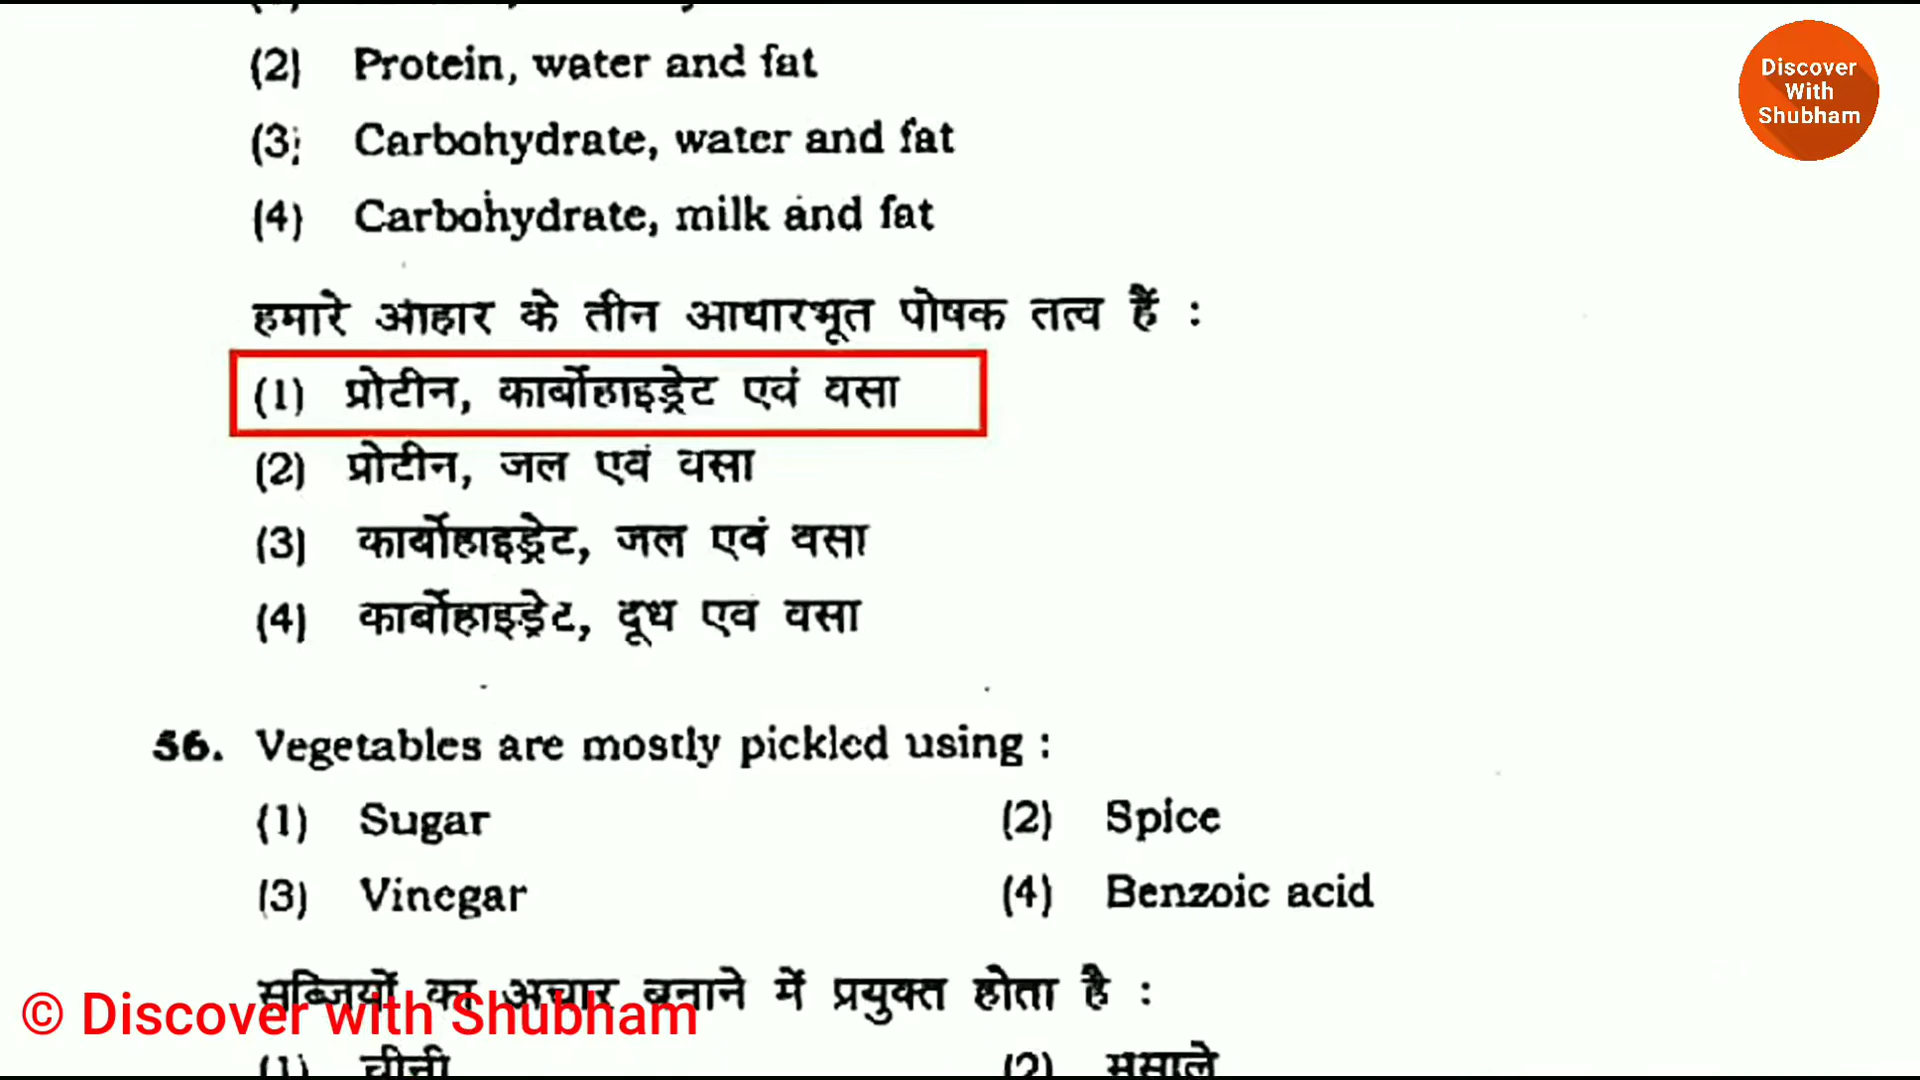 (2) Protein, water and fat
(3) Carbohydrate, water and fat
(4) Carbohydrate, milk and fat
हमारे आहार के तीन आधारभूत पोषक तत्व हैं :
(1) प्रोटीन, कार्बोहाइड्रेट एवं वसा
(2) प्रोटीन, जल एवं वसा
(3) कार्बोहाइड्रेट, जल एवं वसा
(4) कार्बोहाइड्रेट, दूध एवं वसा
56. Vegetables are mostly pickled using :
(1) Sugar (2) Spice
(3) Vinegar (4) Benzoic acid
सब्जियों का अचार बनाने में प्रयुक्त होता है :
(1) चीनी (2) मसाले
Discover
With
Shubham
© Discover with Shubham